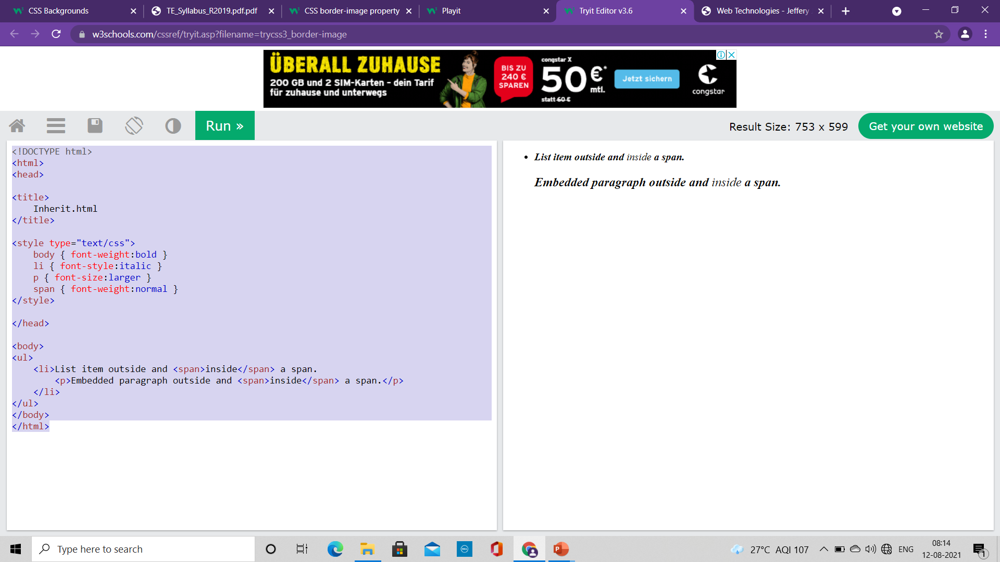 CSS Backgrounds
TE_Syllabus_R2019.pdf.pdf
CSS border-image property
Playit
Tryit Editor v3.6
Web Technologies - Jeffery
w3schools.com/cssref/tryit.asp?filename=trycss3_border-image
ÜBERALL ZUHAUSE
200 GB und 2 SIM-Karten – dein Tarif
für zuhause und unterwegs
BIS ZU
240 €
SPAREN
congstar X
50 €*
mtl.
statt 60 €
Jetzt sichern
congstar
Run »
Result Size: 753 x 599
Get your own website
<!DOCTYPE html>
<html>
<head>
<title>
Inherit.html
</title>
<style type="text/css">
body { font-weight:bold }
li { font-style:italic }
p { font-size:larger }
span { font-weight:normal }
</style>
</head>
<body>
<ul>
<li>List item outside and <span>inside</span> a span.
<p>Embedded paragraph outside and <span>inside</span> a span.</p>
</li>
</ul>
</body>
</html>
• List item outside and inside a span.
Embedded paragraph outside and inside a span.
Type here to search
DELL
P
27°C AQI 107
ENG
08:14
12-08-2021
1